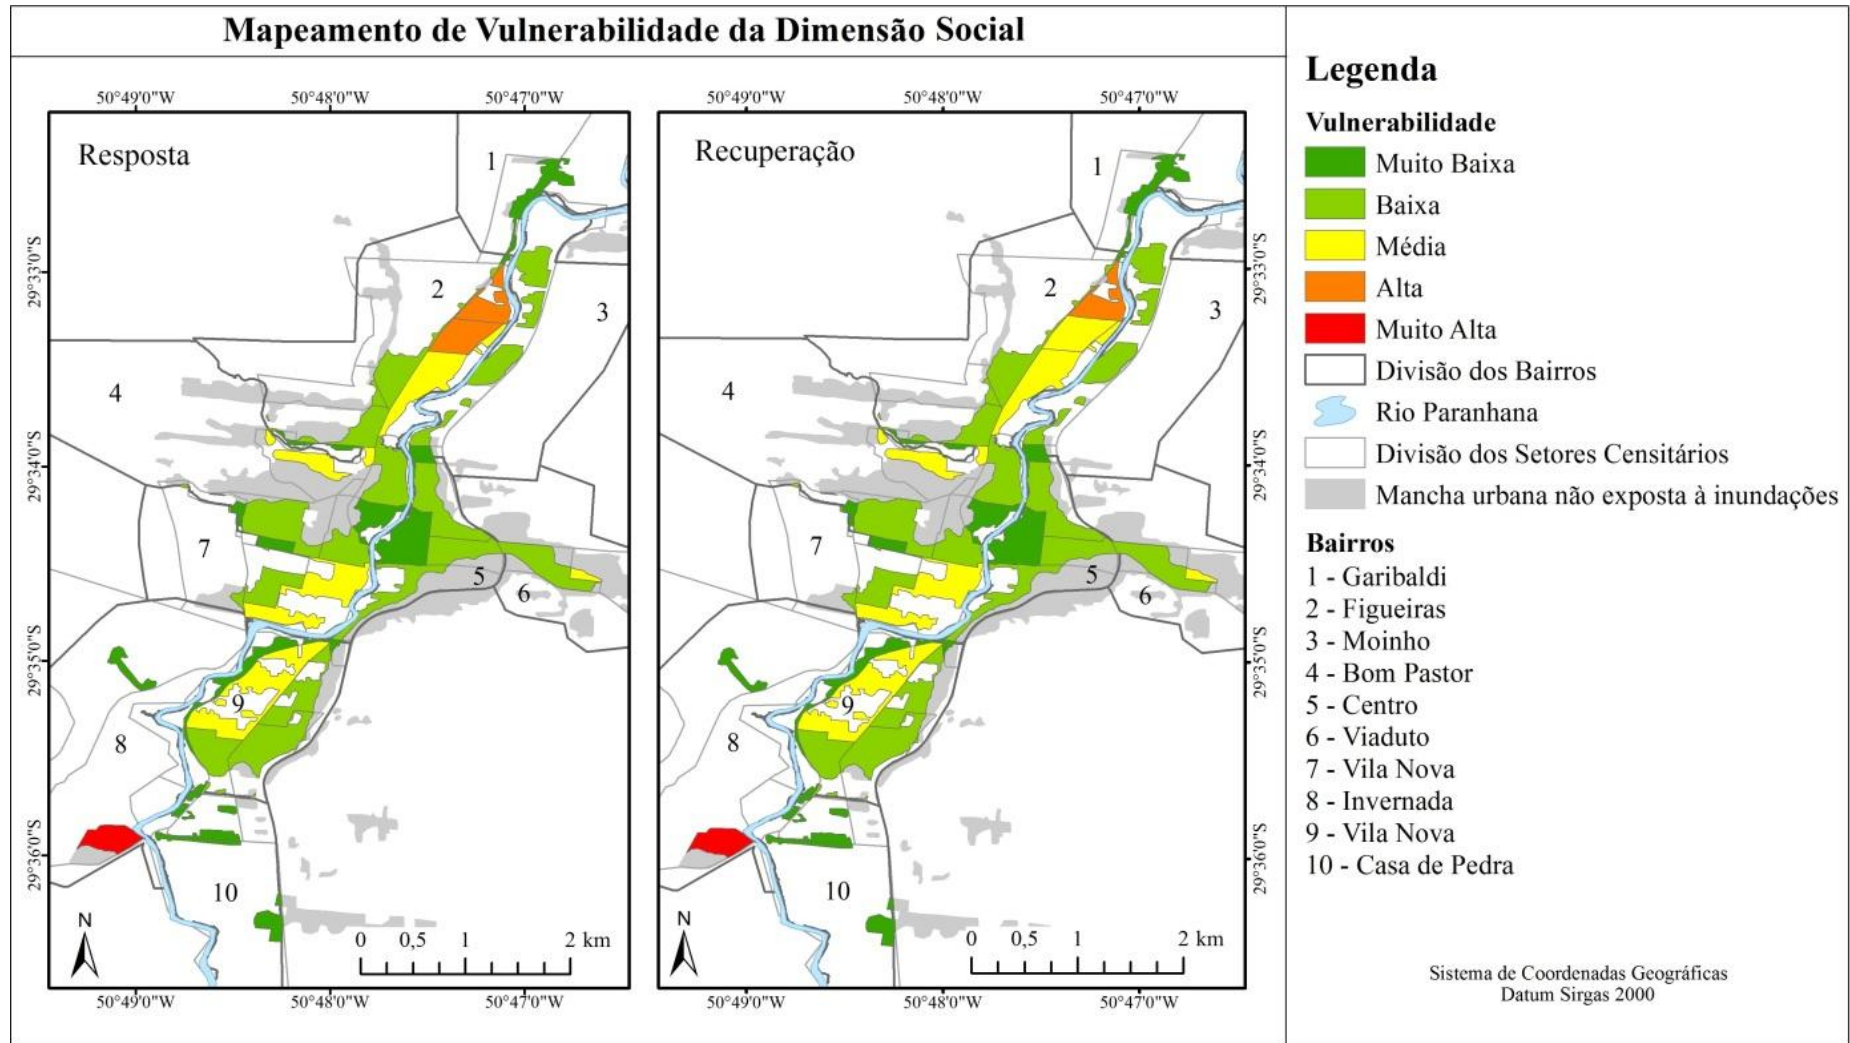 Mapeamento de Vulnerabilidade da Dimensão Social
50°49'0"W 50°48'0"W 50°47'0"W
50°49'0"W 50°48'0"W 50°47'0"W
Resposta
1
2
3
4
5
6
7
8
9
10
29°33'0"S
29°34'0"S
29°35'0"S
29°36'0"S
N
0 0,5 1 2 km
50°49'0"W 50°48'0"W 50°47'0"W
Recuperação
1
2
3
4
5
6
7
8
9
10
29°33'0"S
29°34'0"S
29°35'0"S
29°36'0"S
N
0 0,5 1 2 km
50°49'0"W 50°48'0"W 50°47'0"W
Legenda
Vulnerabilidade
Muito Baixa
Baixa
Média
Alta
Muito Alta
Divisão dos Bairros
Rio Paranhana
Divisão dos Setores Censitários
Mancha urbana não exposta à inundações
Bairros
1 - Garibaldi
2 - Figueiras
3 - Moinho
4 - Bom Pastor
5 - Centro
6 - Viaduto
7 - Vila Nova
8 - Invernada
9 - Vila Nova
10 - Casa de Pedra
Sistema de Coordenadas Geográficas
Datum Sirgas 2000